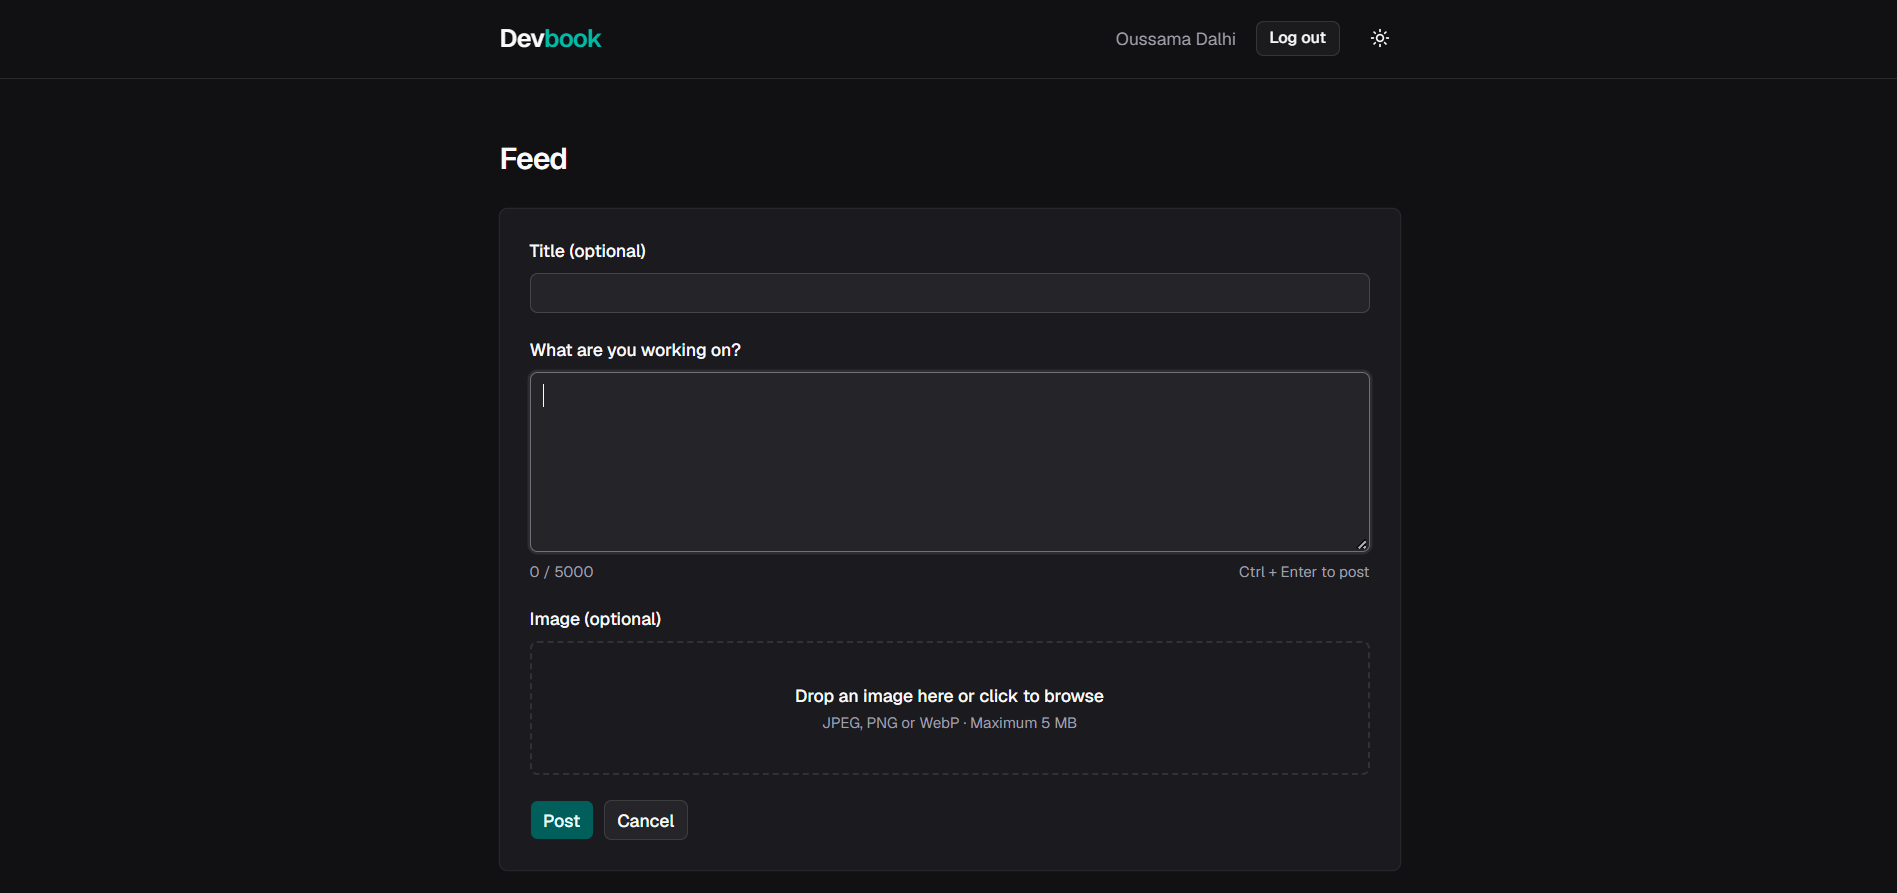 Devbook
Oussama Dalhi
Log out
Feed
Title (optional)
What are you working on?
0 / 5000
Ctrl + Enter to post
Image (optional)
Drop an image here or click to browse
JPEG, PNG or WebP · Maximum 5 MB
Post
Cancel